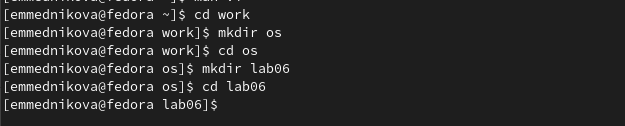 [emmednikova@fedora ~]$ cd work
[emmednikova@fedora work]$ mkdir os
[emmednikova@fedora work]$ cd os
[emmednikova@fedora os]$ mkdir lab06
[emmednikova@fedora os]$ cd lab06
[emmednikova@fedora lab06]$